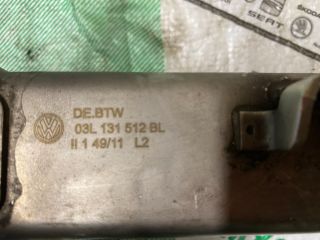 DE.BTW
03L 131 512 BL
II 1 49/11 L2
SEAT
ŠKODA